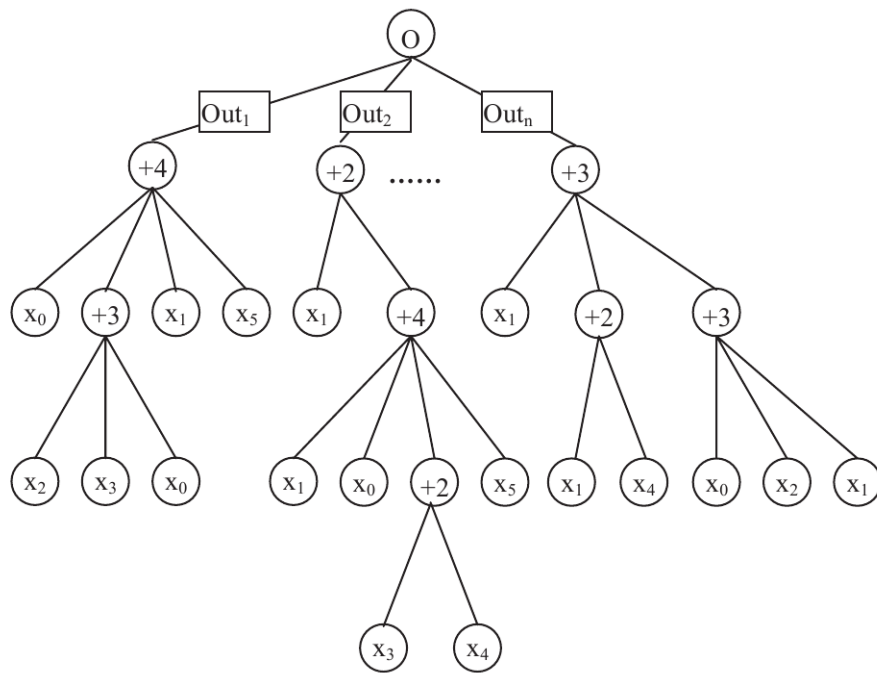 O
Out₁ Out₂ Outₙ
+4 +2 ...... +3
x₀ +3 x₁ x₅ x₁ +4 x₁ +2 +3
x₂ x₃ x₀ x₁ x₀ +2 x₅ x₁ x₄ x₀ x₂ x₁
x₃ x₄